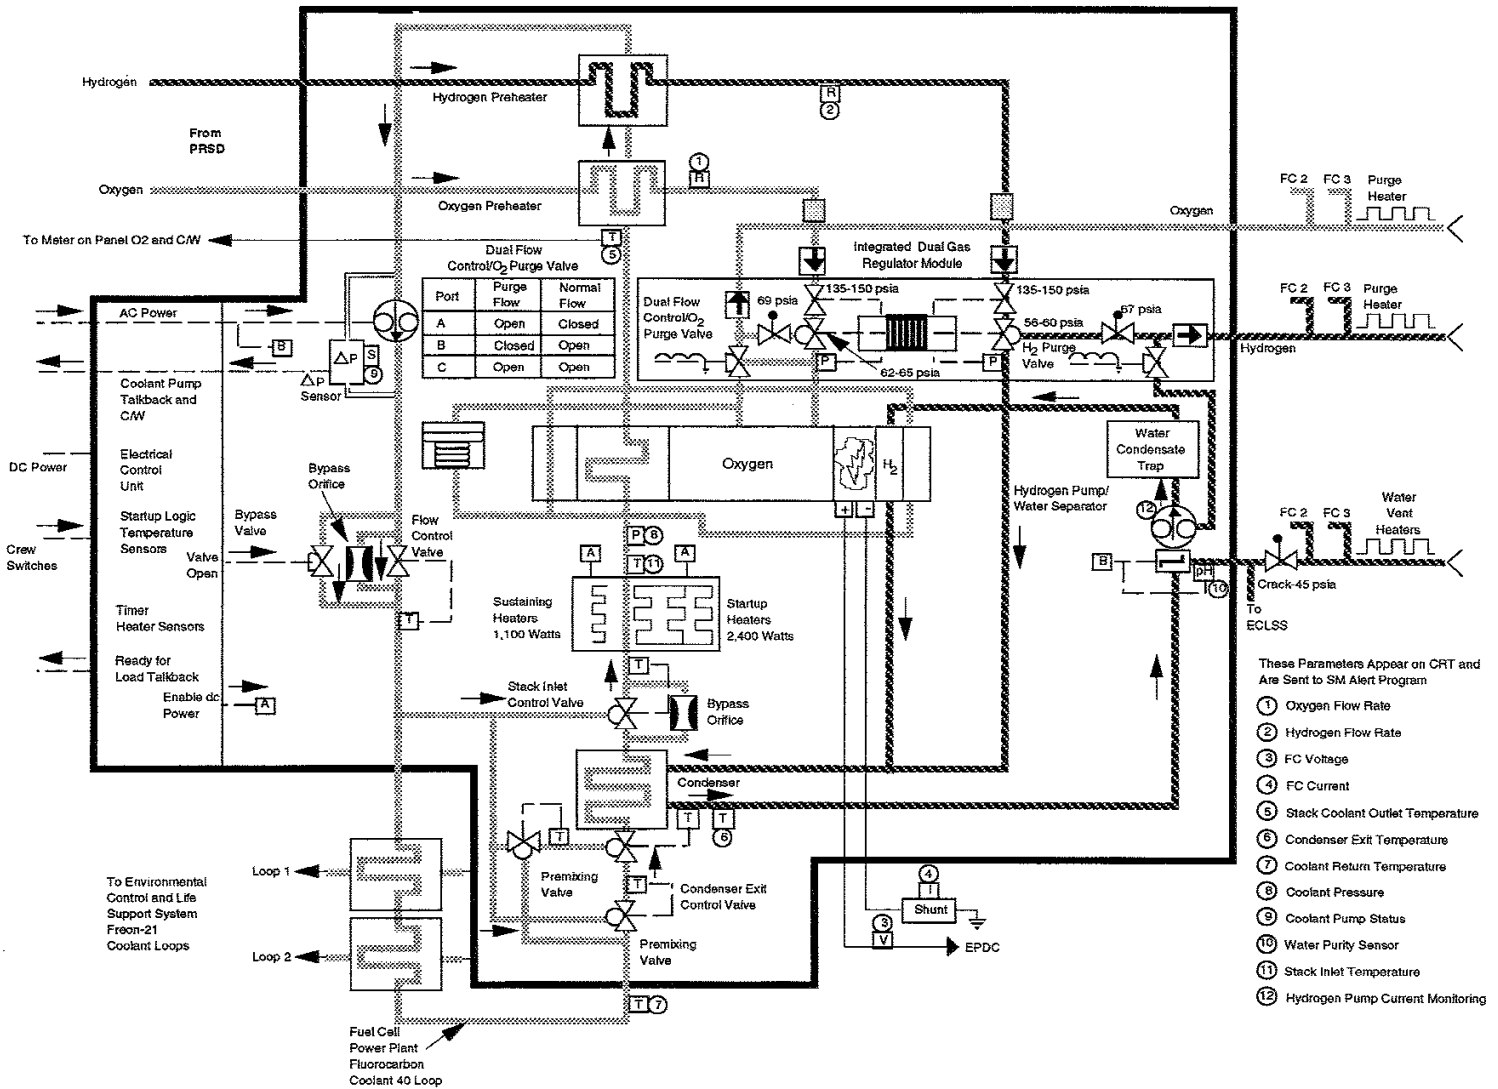 Hydrogen
Hydrogen Preheater
R
2
From
PRSD
Oxygen
Oxygen Preheater
1
R
To Meter on Panel O2 and C/W
T
5
FC 2
FC 3
Purge
Heater
Oxygen
Dual Flow
Control/O2 Purge Valve
Port
Purge
Flow
Normal
Flow
A
Open
Closed
B
Closed
Open
C
Open
Open
Integrated Dual Gas
Regulator Module
Dual Flow
Control/O2
Purge Valve
69 psia
135-150 psia
135-150 psia
67 psia
56-60 psia
H2 Purge
Valve
P
P
62-65 psia
FC 2
FC 3
Purge
Heater
Hydrogen
AC Power
B
ΔP
S
9
ΔP
Sensor
Coolant Pump
Talkback and
C/W
DC Power
Electrical
Control
Unit
Startup Logic
Temperature
Sensors
Crew
Switches
Valve
Open
Timer
Heater Sensors
Ready for
Load Talkback
Enable dc
Power
A
Bypass
Valve
Bypass
Orifice
Flow
Control
Valve
T
Oxygen
H2
+
−
Water
Condensate
Trap
Hydrogen Pump/
Water Separator
12
B
pH
10
FC 2
FC 3
Water
Vent
Heaters
Crack-45 psia
To
ECLSS
P
8
T
11
A
A
Sustaining
Heaters
1,100 Watts
Startup
Heaters
2,400 Watts
T
Stack Inlet
Control Valve
Bypass
Orifice
Condenser
T
T
T
6
Premixing
Valve
T
Condenser Exit
Control Valve
Premixing
Valve
4
I
Shunt
3
V
EPDC
Loop 1
Loop 2
To Environmental
Control and Life
Support System
Freon-21
Coolant Loops
T
7
Fuel Cell
Power Plant
Fluorocarbon
Coolant 40 Loop
These Parameters Appear on CRT and
Are Sent to SM Alert Program
1 Oxygen Flow Rate
2 Hydrogen Flow Rate
3 FC Voltage
4 FC Current
5 Stack Coolant Outlet Temperature
6 Condenser Exit Temperature
7 Coolant Return Temperature
8 Coolant Pressure
9 Coolant Pump Status
10 Water Purity Sensor
11 Stack Inlet Temperature
12 Hydrogen Pump Current Monitoring